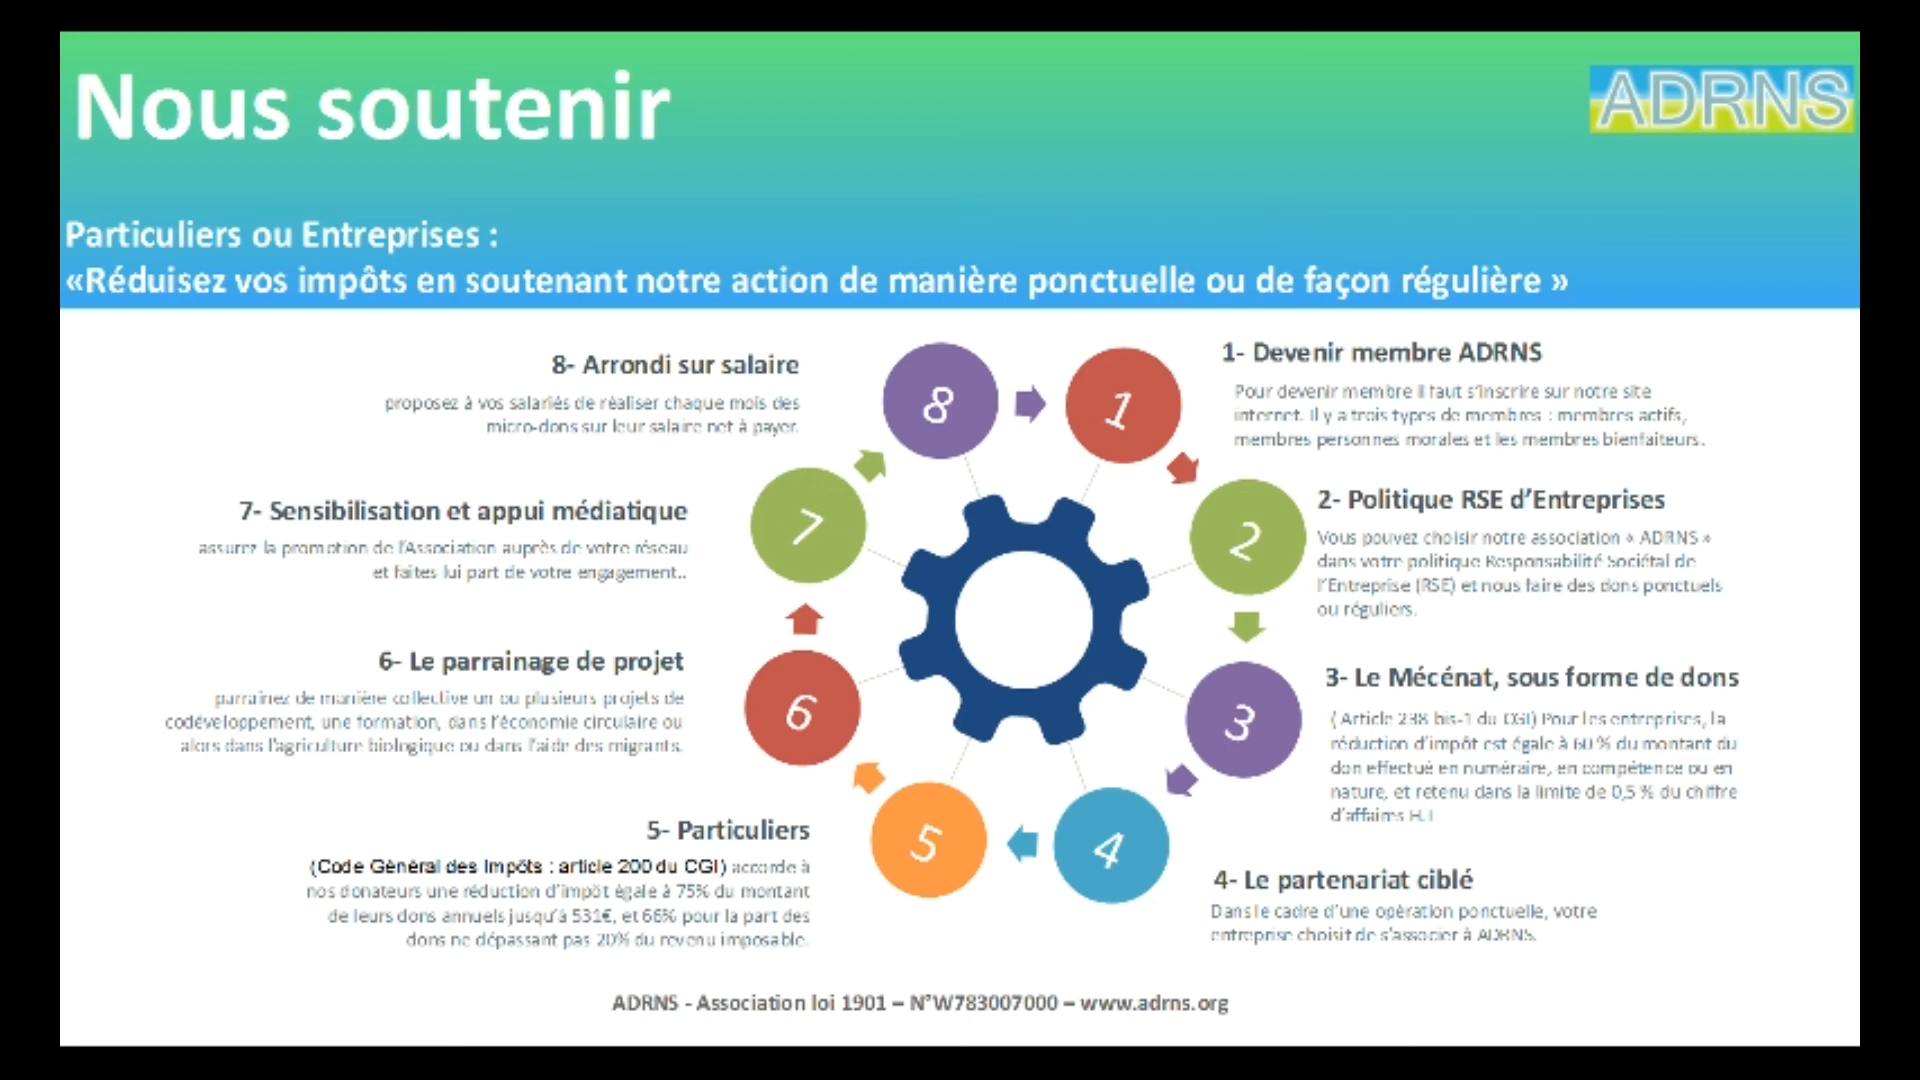 Nous soutenir
ADRNS
Particuliers ou Entreprises :
«Réduisez vos impôts en soutenant notre action de manière ponctuelle ou de façon régulière »
8
1
2
3
4
5
6
7
1- Devenir membre ADRNS
Pour devenir membre il faut s'inscrire sur notre site
internet. Il y a trois types de membres : membres actifs,
membres personnes morales et les membres bienfaiteurs.
2- Politique RSE d'Entreprises
Vous pouvez choisir notre association « ADRNS »
dans votre politique Responsabilité Sociétal de
l'Entreprise (RSE) et nous faire des dons ponctuels
ou réguliers.
3- Le Mécénat, sous forme de dons
( Article 238 bis-1 du CGI) Pour les entreprises, la
réduction d'impôt est égale à 60 % du montant du
don effectué en numéraire, en compétence ou en
nature, et retenu dans la limite de 0,5 % du chiffre
d'affaires H.T
4- Le partenariat ciblé
Dans le cadre d'une opération ponctuelle, votre
entreprise choisit de s'associer à ADRNS.
5- Particuliers
(Code Général des Impôts : article 200 du CGI) accorde à
nos donateurs une réduction d'impôt égale à 75% du montant
de leurs dons annuels jusqu'à 531€, et 66% pour la part des
dons ne dépassant pas 20% du revenu imposable.
6- Le parrainage de projet
parrainez de manière collective un ou plusieurs projets de
codéveloppement, une formation, dans l'économie circulaire ou
alors dans l'agriculture biologique ou dans l'aide des migrants.
7- Sensibilisation et appui médiatique
assurez la promotion de l'Association auprès de votre réseau
et faites lui part de votre engagement..
8- Arrondi sur salaire
proposez à vos salariés de réaliser chaque mois des
micro-dons sur leur salaire net à payer.
ADRNS - Association loi 1901 – N°W783007000 – www.adrns.org